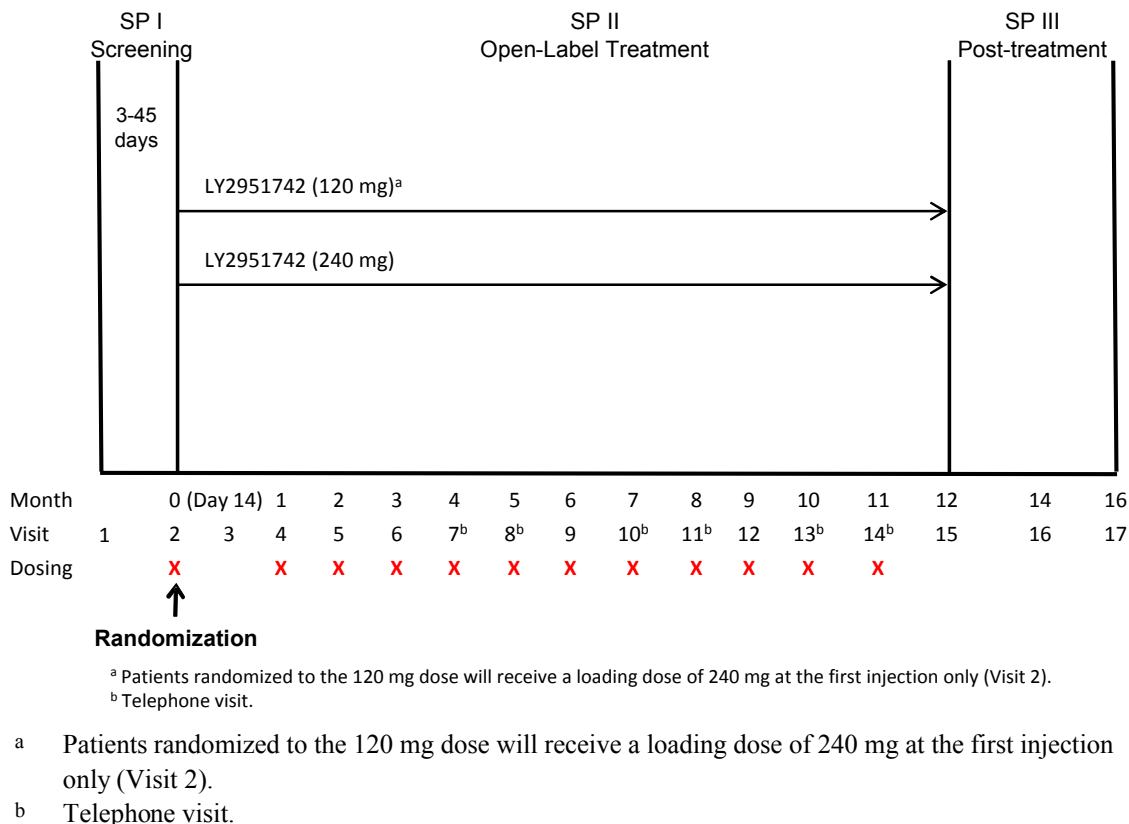 SP I
Screening
SP II
Open-Label Treatment
SP III
Post-treatment
3-45
days
LY2951742 (120 mg)ᵃ
LY2951742 (240 mg)
Month 0 (Day 14) 1 2 3 4 5 6 7 8 9 10 11 12 14 16
Visit 1 2 3 4 5 6 7ᵇ 8ᵇ 9 10ᵇ 11ᵇ 12 13ᵇ 14ᵇ 15 16 17
Dosing X X X X X X X X X X X X
Randomization
ᵃ Patients randomized to the 120 mg dose will receive a loading dose of 240 mg at the first injection only (Visit 2).
ᵇ Telephone visit.
a Patients randomized to the 120 mg dose will receive a loading dose of 240 mg at the first injection
only (Visit 2).
b Telephone visit.